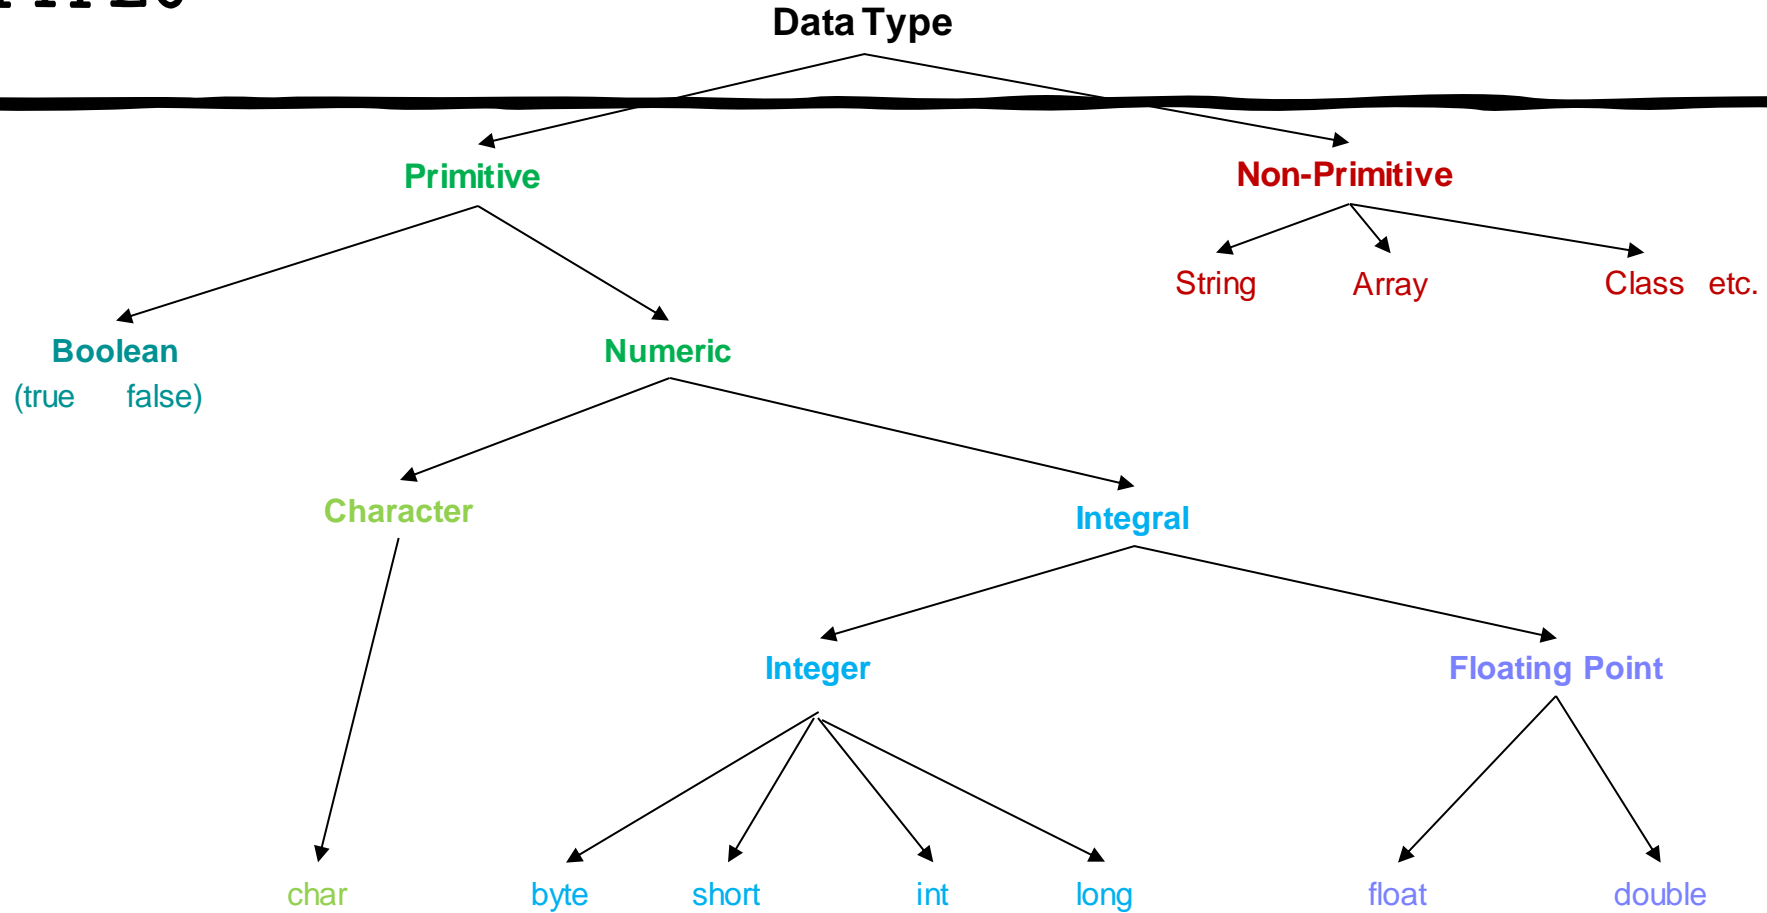 Data Type
Primitive
Non-Primitive
String Array Class etc.
Boolean
Numeric
(true false)
Character
Integral
Integer
Floating Point
char byte short int long float double